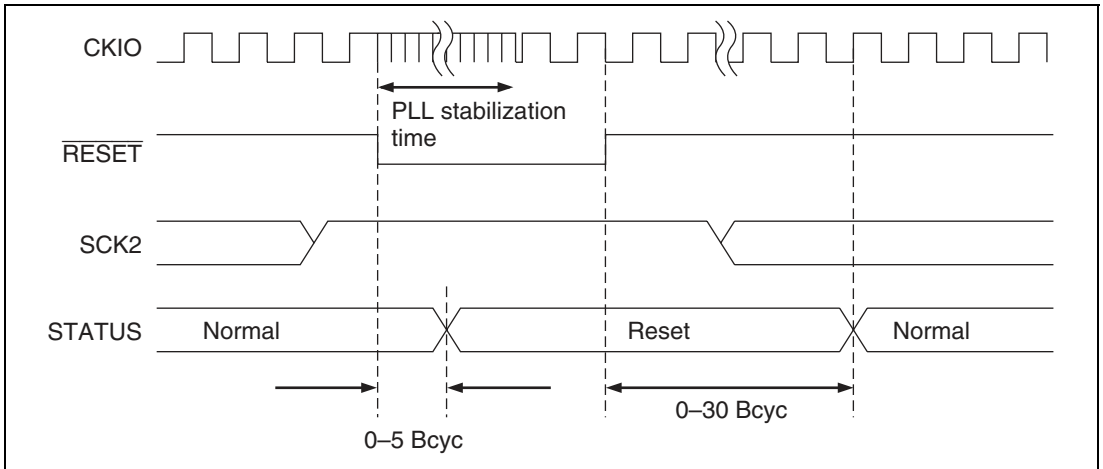 CKIO
PLL stabilization
time
RESET
SCK2
STATUS
Normal
Reset
Normal
0–5 Bcyc
0–30 Bcyc